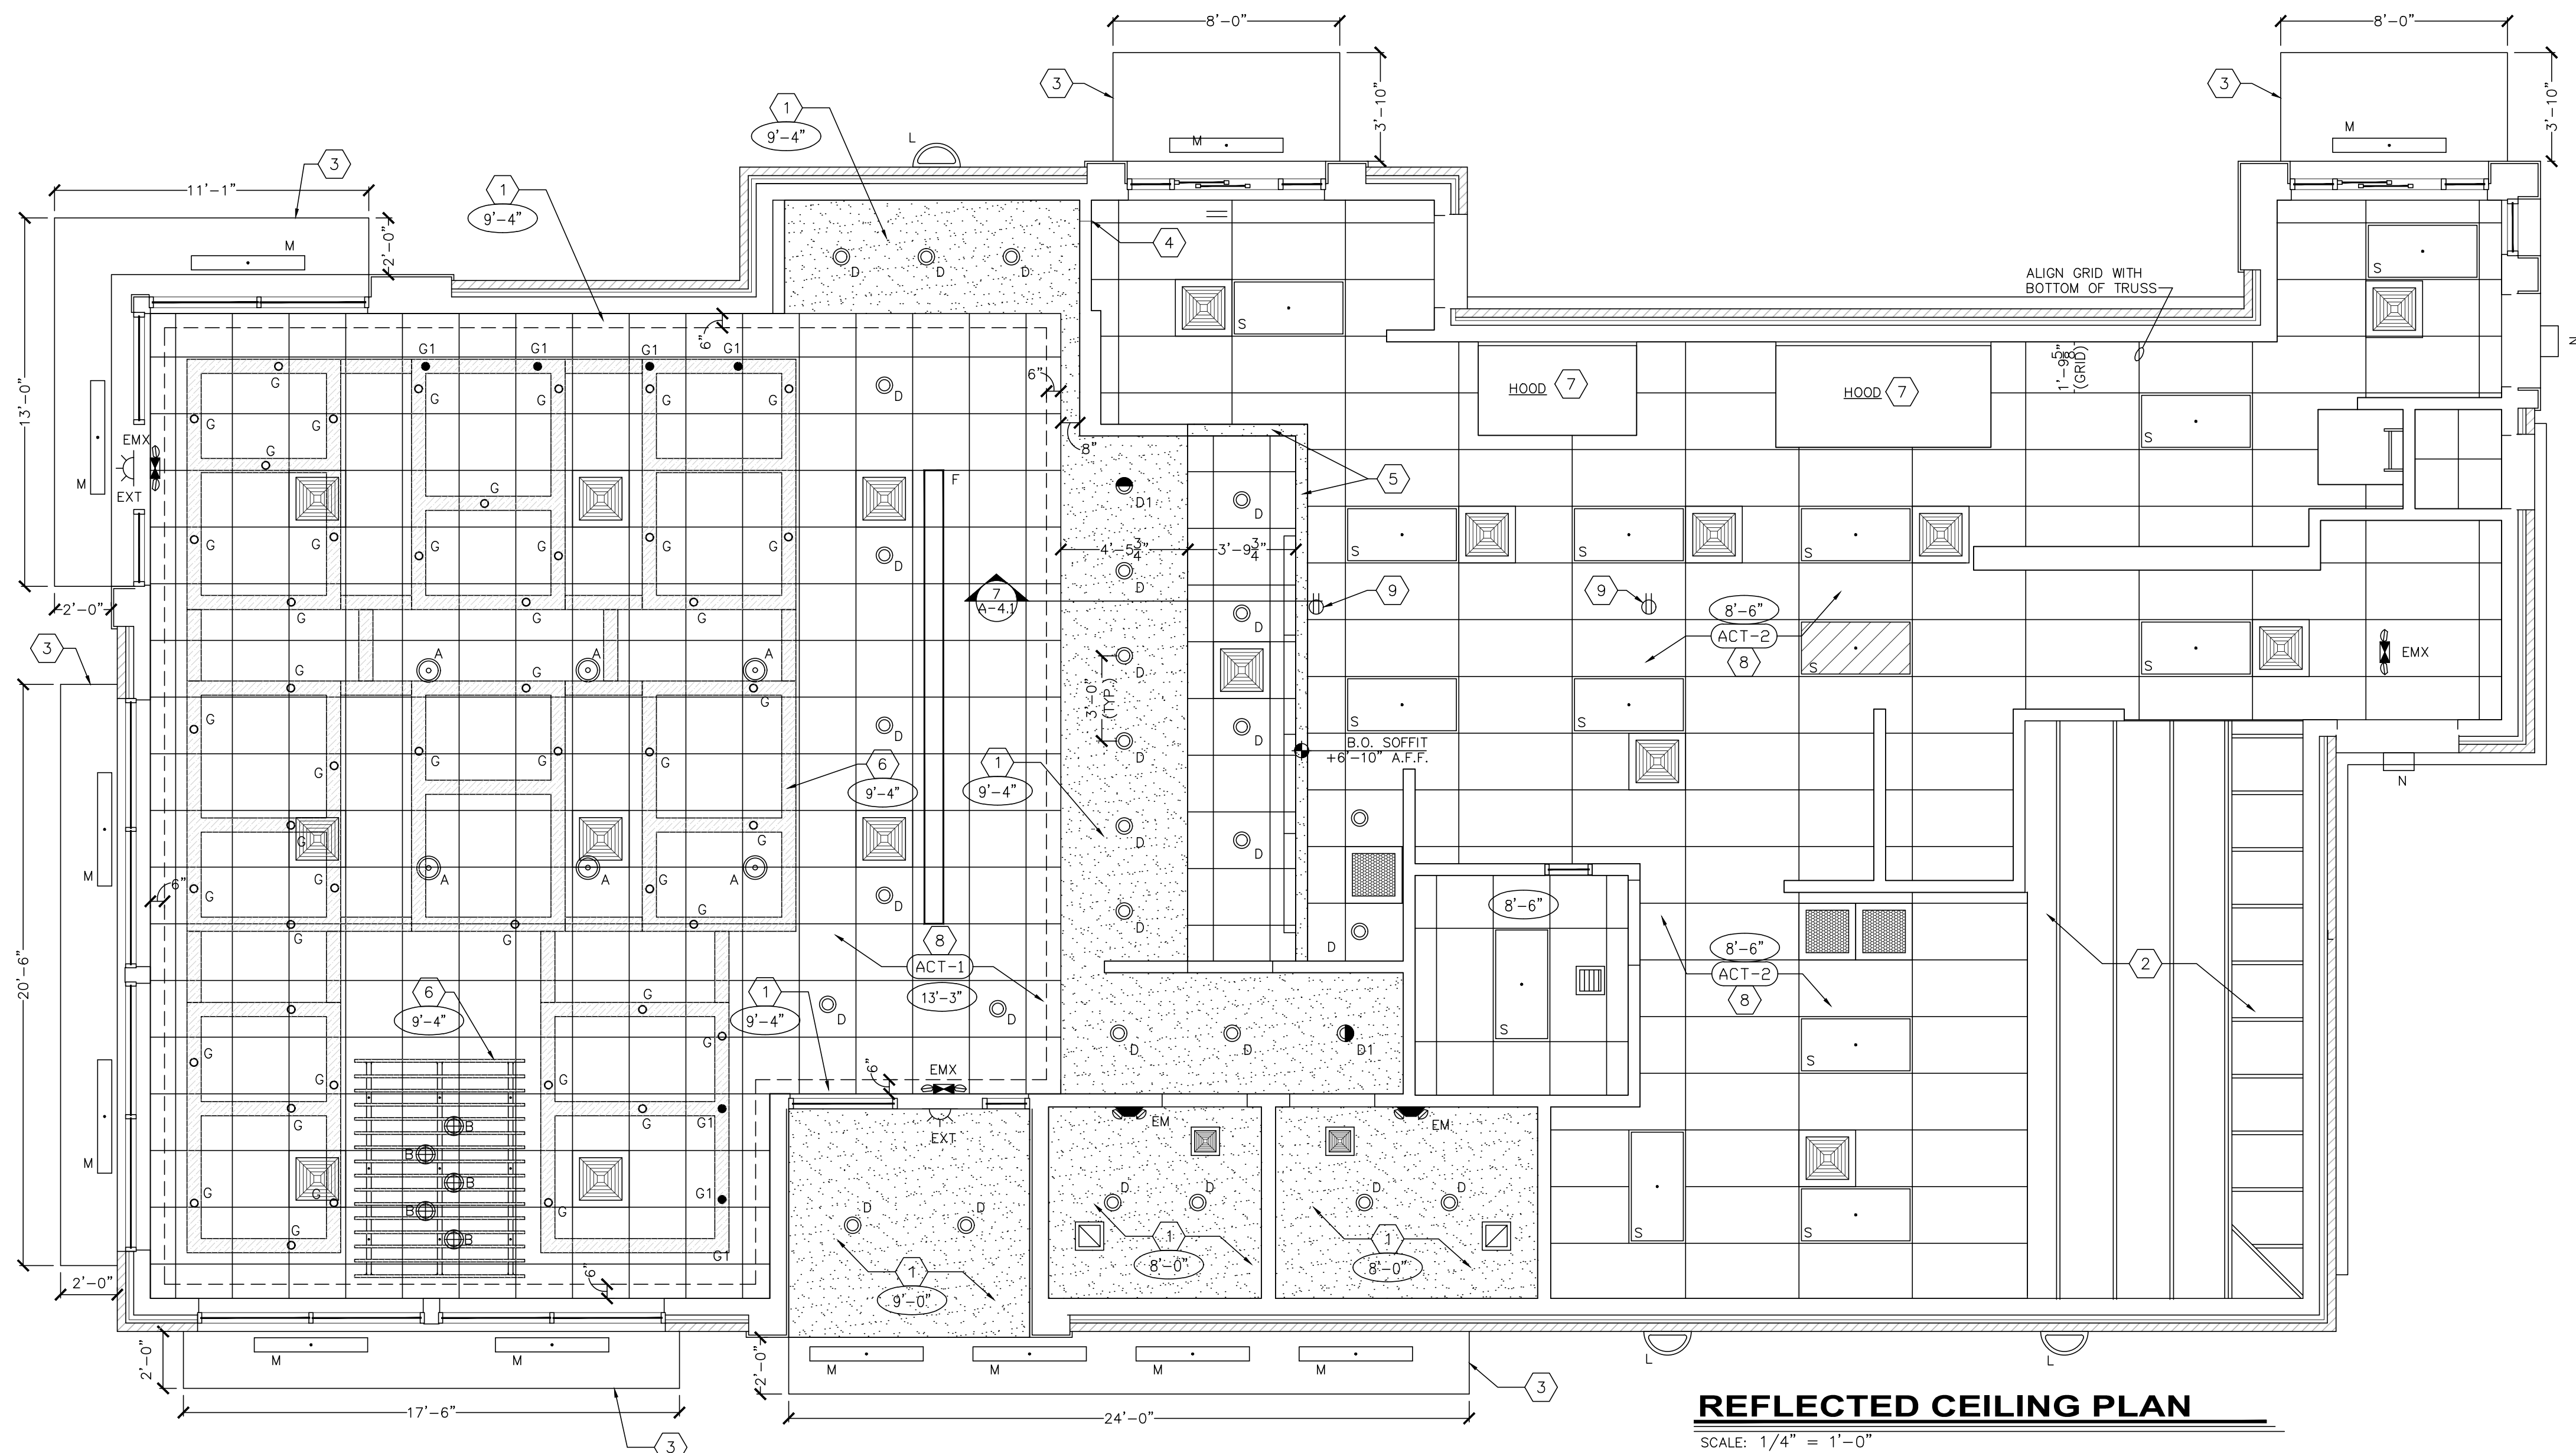 8'-0"
8'-0"
3
3
3'-10"
3'-10"
1
9'-4"
L
M
M
3
11'-1"
1
9'-4"
2'-0"
M
4
D D D
S
S
ALIGN GRID WITH
BOTTOM OF TRUSS
N
1'-9 5/8"
(GRID)
6"
G1 G1 G1 G1
6"
8"
HOOD 7
HOOD 7
13'-0"
G G G G G G D
G G G
EMX
G
M
EXT
G
F
5
D1
D
S
4'-5 3/4"
3'-9 3/4"
S S S
G G G G G G
D
D
7
A-4.1
9
9
2'-0"
G G G
D
8'-6"
ACT-2
8
S
S
EMX
3
A A A
G G G
D
3'-0"
(TYP.)
S S
G
D
D
D
B.O. SOFFIT
+6'-10" A.F.F.
N
G G G G
6
9'-4"
1
9'-4"
20'-6"
G
G
D
D
M
G G G
A A A
6"
D
D
8'-6"
G G G
D
8
ACT-1
13'-3"
8'-6"
ACT-2
8
2
6
9'-4"
G
1
9'-4"
D D
S
G
G
D D D1
S
G G G
6"
EMX
G G G1
EXT
EM
EM
M
B
B
B
B
B
G G G1
G
D D
D D
D D
G
G1
1
9'-0"
1
8'-0"
1
8'-0"
S
S
2'-0"
6"
2'-0"
M M
2'-0"
M M M M
L
L
3
17'-6"
24'-0"
3
REFLECTED CEILING PLAN
SCALE: 1/4" = 1'-0"